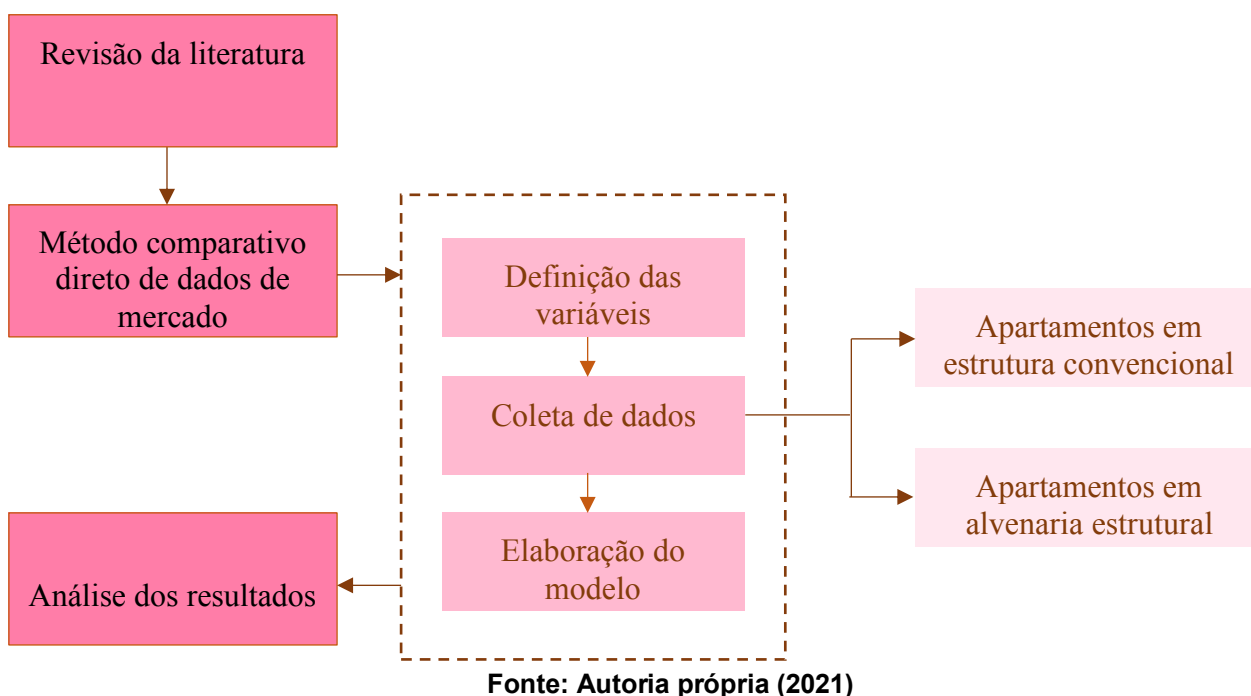 Revisão da literatura
Método comparativo
direto de dados de
mercado
Definição das
variáveis
Coleta de dados
Elaboração do
modelo
Apartamentos em
estrutura convencional
Apartamentos em
alvenaria estrutural
Análise dos resultados
Fonte: Autoria própria (2021)